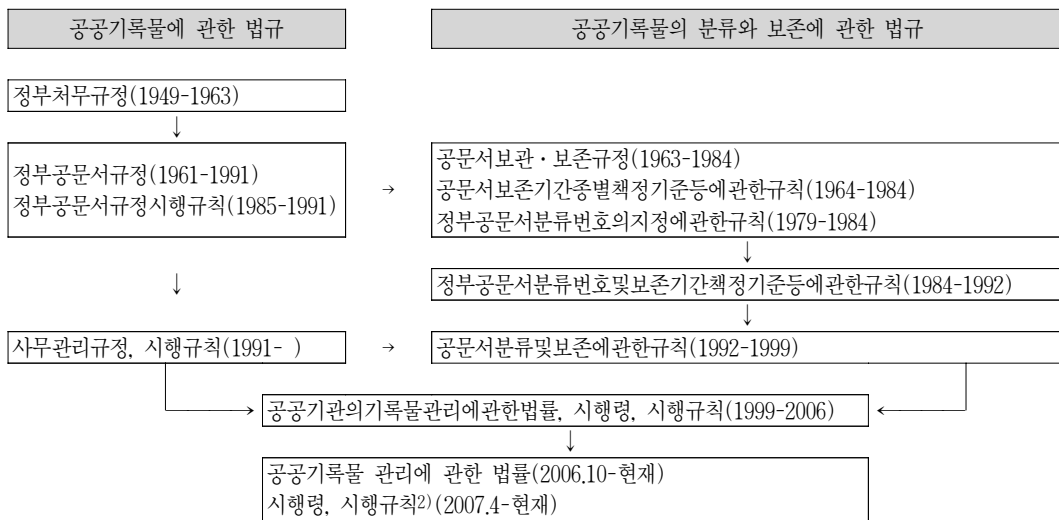 공공기록물에 관한 법규
공공기록물의 분류와 보존에 관한 법규
정부처무규정(1949-1963)
↓
정부공문서규정(1961-1991)
정부공문서규정시행규칙(1985-1991)
→
공문서보관·보존규정(1963-1984)
공문서보존기간종별책정기준등에관한규칙(1964-1984)
정부공문서분류번호의지정에관한규칙(1979-1984)
↓
↓
정부공문서분류번호및보존기간책정기준등에관한규칙(1984-1992)
↓
사무관리규정, 시행규칙(1991- )
→
공문서분류및보존에관한규칙(1992-1999)
공공기관의기록물관리에관한법률, 시행령, 시행규칙(1999-2006)
↓
공공기록물 관리에 관한 법률(2006.10-현재)
시행령, 시행규칙2)(2007.4-현재)